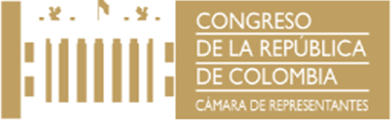 CONGRESO
DE LA REPÚBLICA
DE COLOMBIA
CÁMARA DE REPRESENTANTES